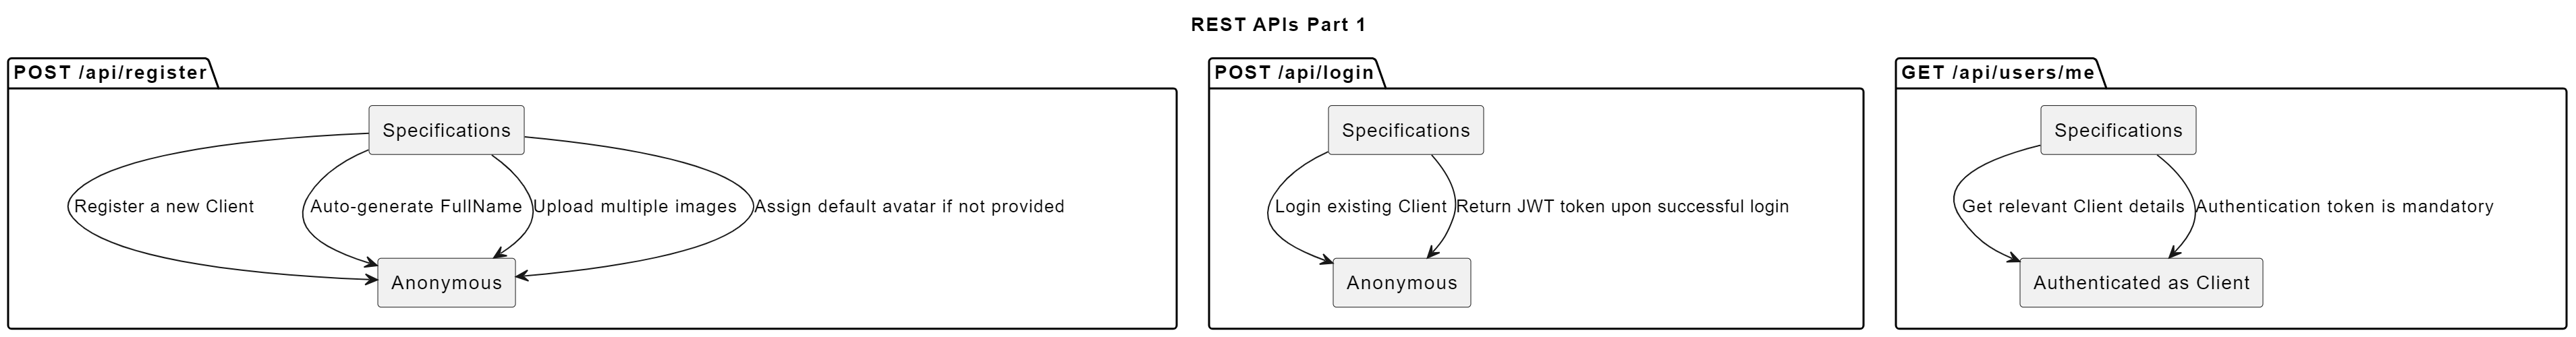 REST APIs Part 1
POST /api/register
Specifications
Register a new Client
Auto-generate FullName
Upload multiple images
Assign default avatar if not provided
Anonymous
POST /api/login
Specifications
Login existing Client
Return JWT token upon successful login
Anonymous
GET /api/users/me
Specifications
Get relevant Client details
Authentication token is mandatory
Authenticated as Client